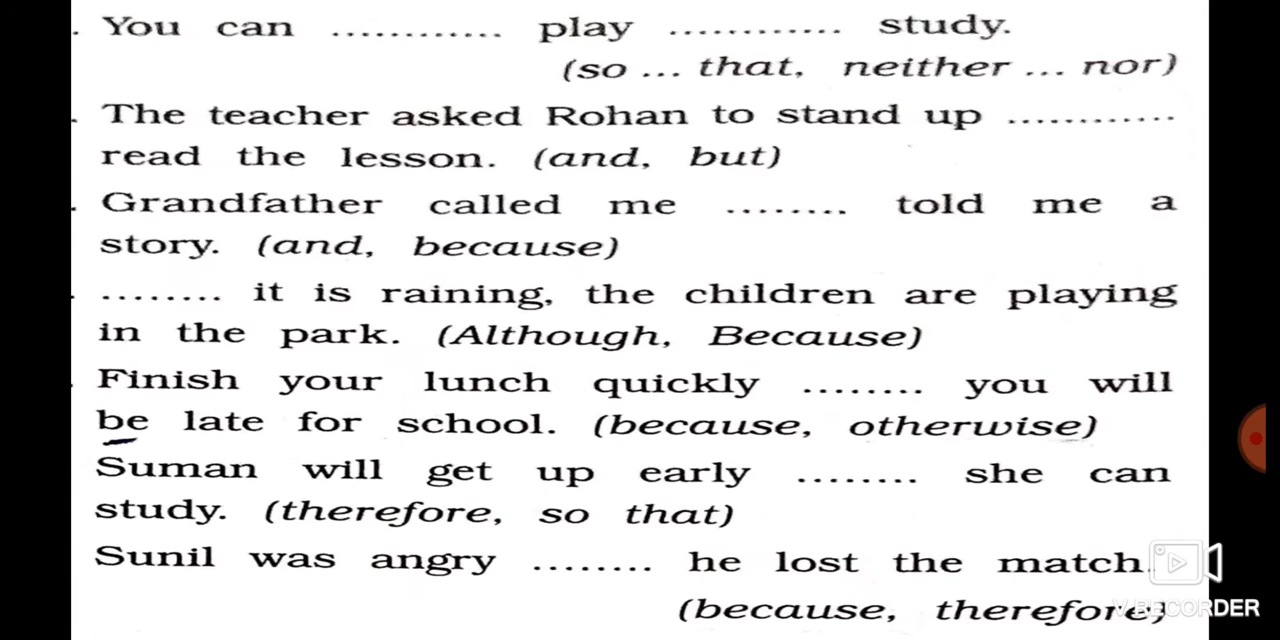 . You can ............ play ............ study.
(so ... that, neither ... nor)
. The teacher asked Rohan to stand up ............
read the lesson. (and, but)
. Grandfather called me ........ told me a
story. (and, because)
. ........ it is raining, the children are playing
in the park. (Although, Because)
. Finish your lunch quickly ........ you will
be late for school. (because, otherwise)
Suman will get up early ........ she can
study. (therefore, so that)
Sunil was angry ........ he lost the match.
(because, therefore)
V RECORDER